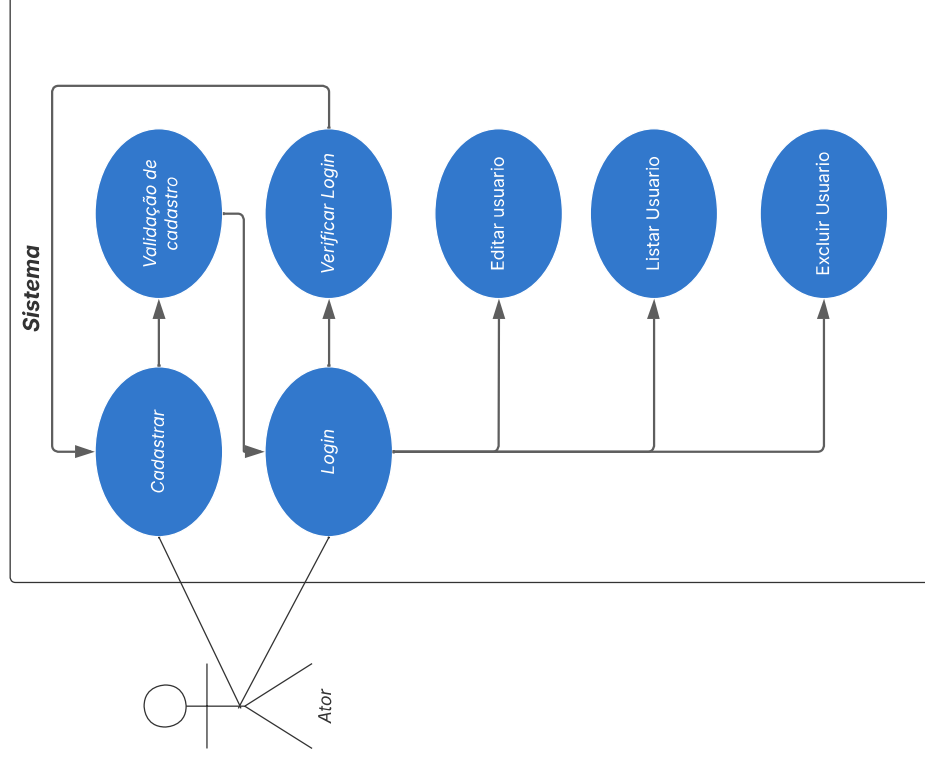 Sistema
Cadastrar
Validação de
cadastro
Login
Verificar Login
Editar usuario
Listar Usuario
Excluir Usuario
Ator